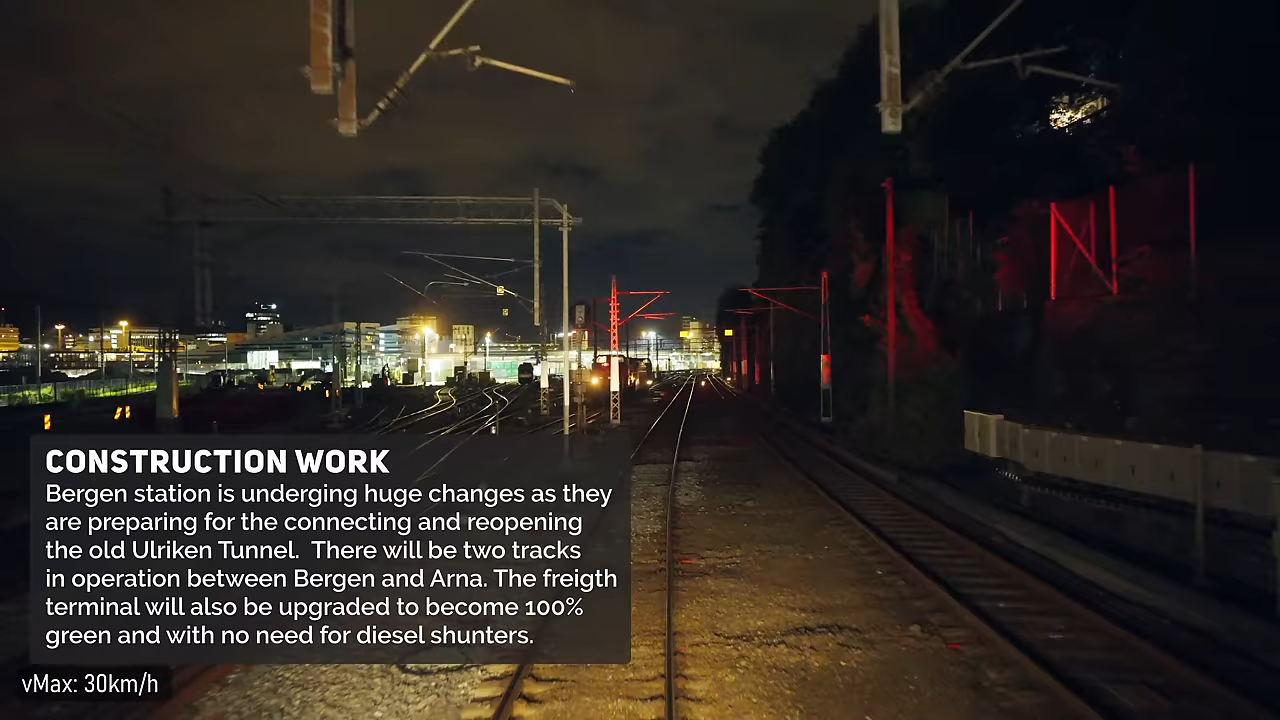 CONSTRUCTION WORK
Bergen station is underging huge changes as they
are preparing for the connecting and reopening
the old Ulriken Tunnel.  There will be two tracks
in operation between Bergen and Arna. The freigth
terminal will also be upgraded to become 100%
green and with no need for diesel shunters.
vMax: 30km/h